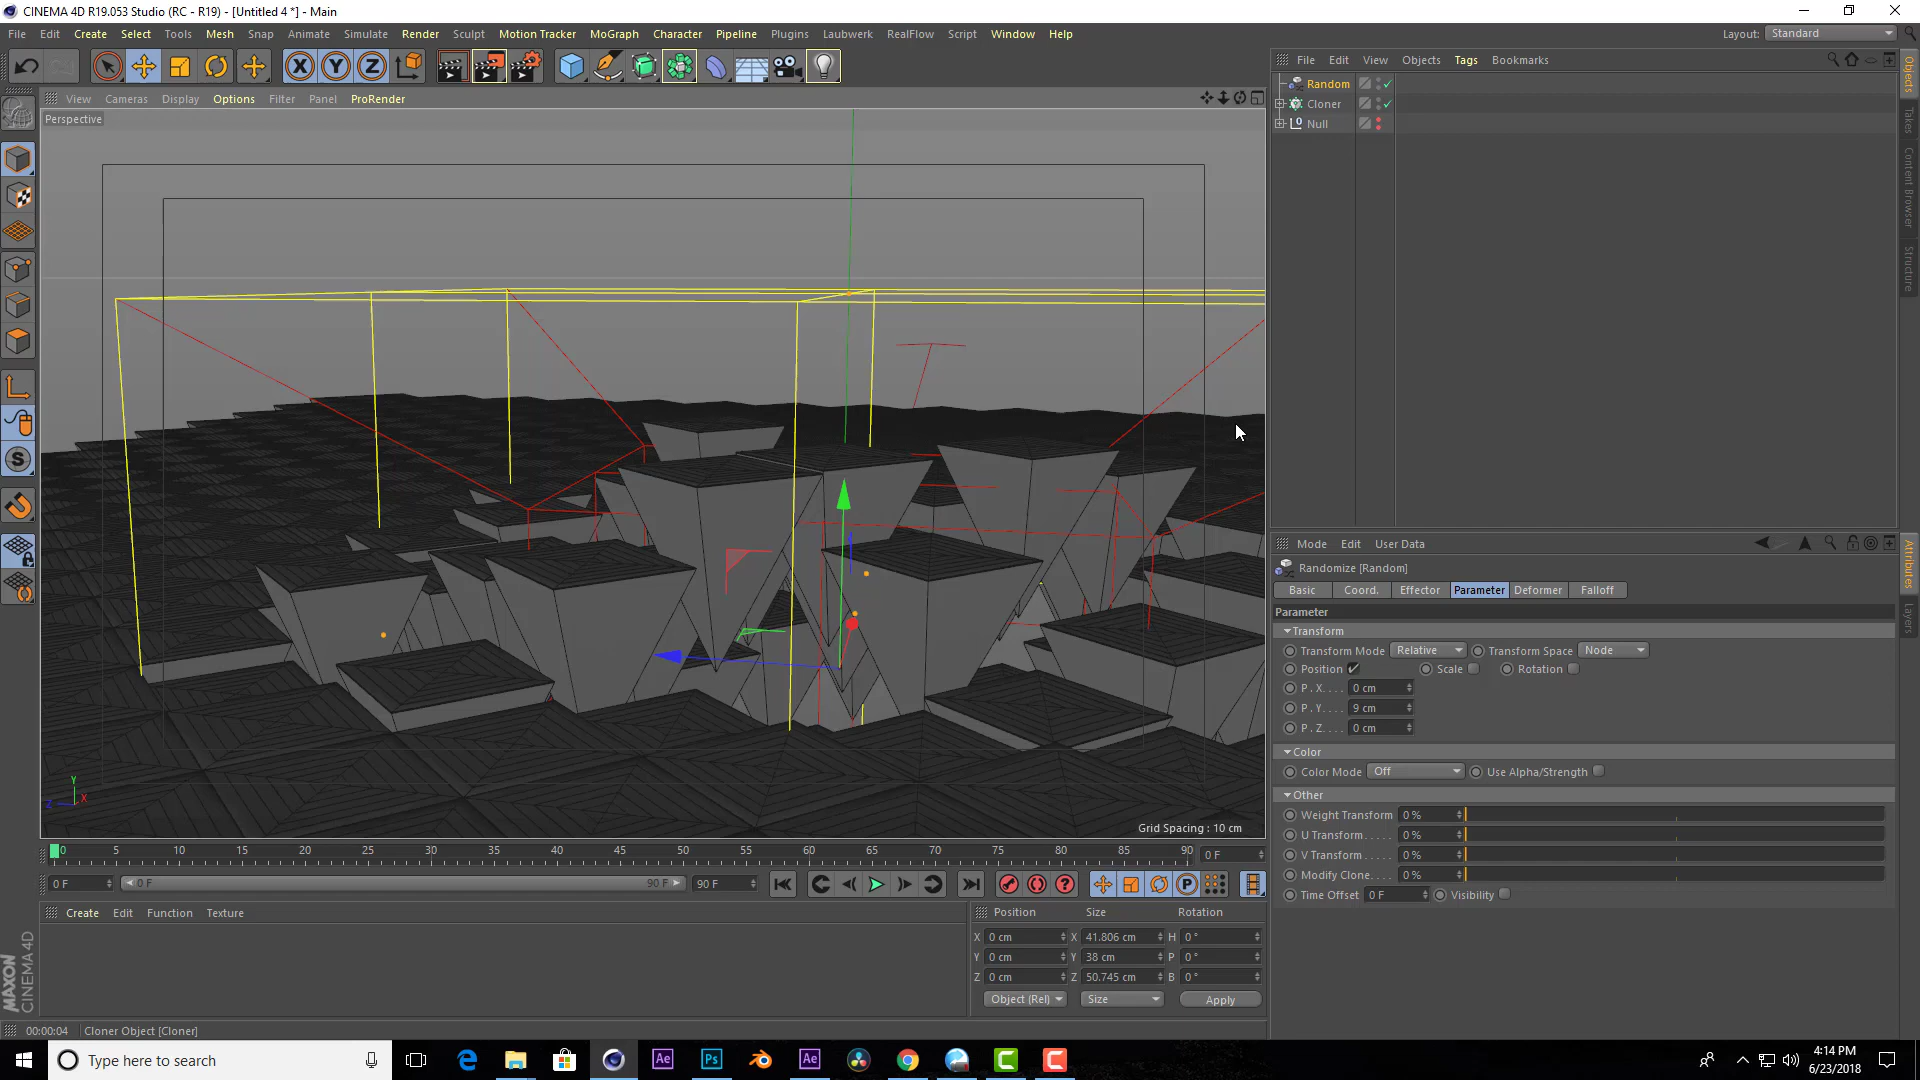 CINEMA 4D R19.053 Studio (RC - R19) - [Untitled 4 *] - Main
File Edit Create Select Tools Snap Animate Simulate Render Sculpt Motion Tracker MoGraph Character Pipeline Plugins Laubwerk RealFlow Script Window Help
Layout: Standard
View Cameras Display Options Filter Panel ProRender
Perspective
File Edit View Objects Tags Bookmarks
Random
Cloner
Null
Objects
Takes
Content Browser
Structure
Mode Edit User Data
Randomize [Random]
Basic Coord. Effector Parameter Deformer Falloff
Parameter
Transform
Transform Mode Relative Transform Space Node
Position Scale Rotation
P . X. . . . 0 cm
P . Y. . . . 9 cm
P . Z. . . . 0 cm
Color
Color Mode Off Use Alpha/Strength
Other
Weight Transform 0 %
U Transform. . . . . 0 %
V Transform . . . . . 0 %
Modify Clone. . . . 0 %
Time Offset 0 F Visibility
Attributes
Layers
Y
Z X
Grid Spacing : 10 cm
0 5 10 15 20 25 30 35 40 45 50 55 60 65 70 75 80 85 90 0 F
0 F 0 F 90 F 90 F
Create Edit Function Texture
Position Size Rotation
X 0 cm X 41.806 cm H 0 °
Y 0 cm Y 38 cm P 0 °
Z 0 cm Z 50.745 cm B 0 °
Object (Rel) Size Apply
MAXON
CINEMA 4D
00:00:04 Cloner Object [Cloner]
Type here to search
4:14 PM
6/23/2018